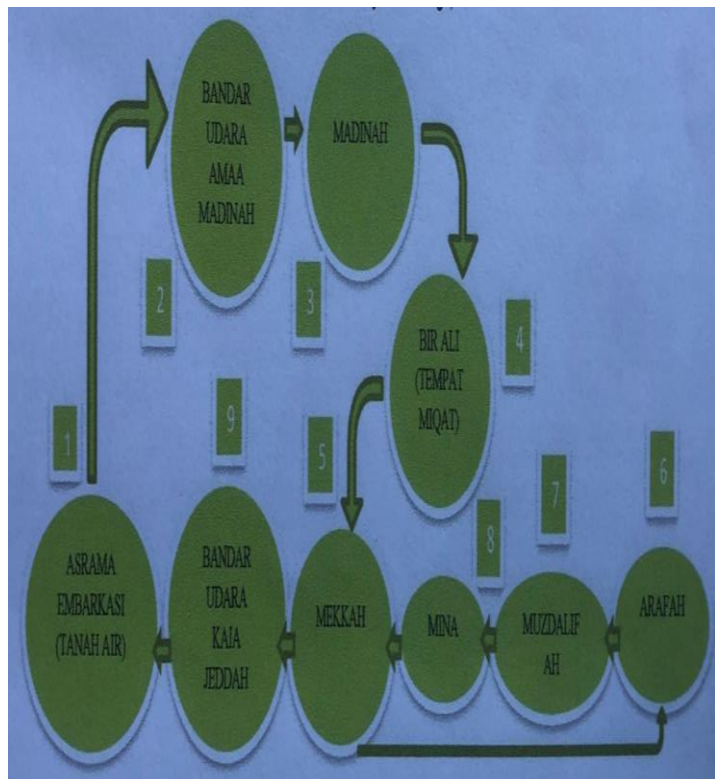 BANDAR
UDARA
AMAA
MADINAH
MADINAH
2
3
BIR ALI
(TEMPAT
MIQAT)
4
1
9
5
8
7
6
ASRAMA
EMBARKASI
(TANAH AIR)
BANDAR
UDARA
KAIA
JEDDAH
MEKKAH
MINA
MUZDALIF
AH
ARAFAH